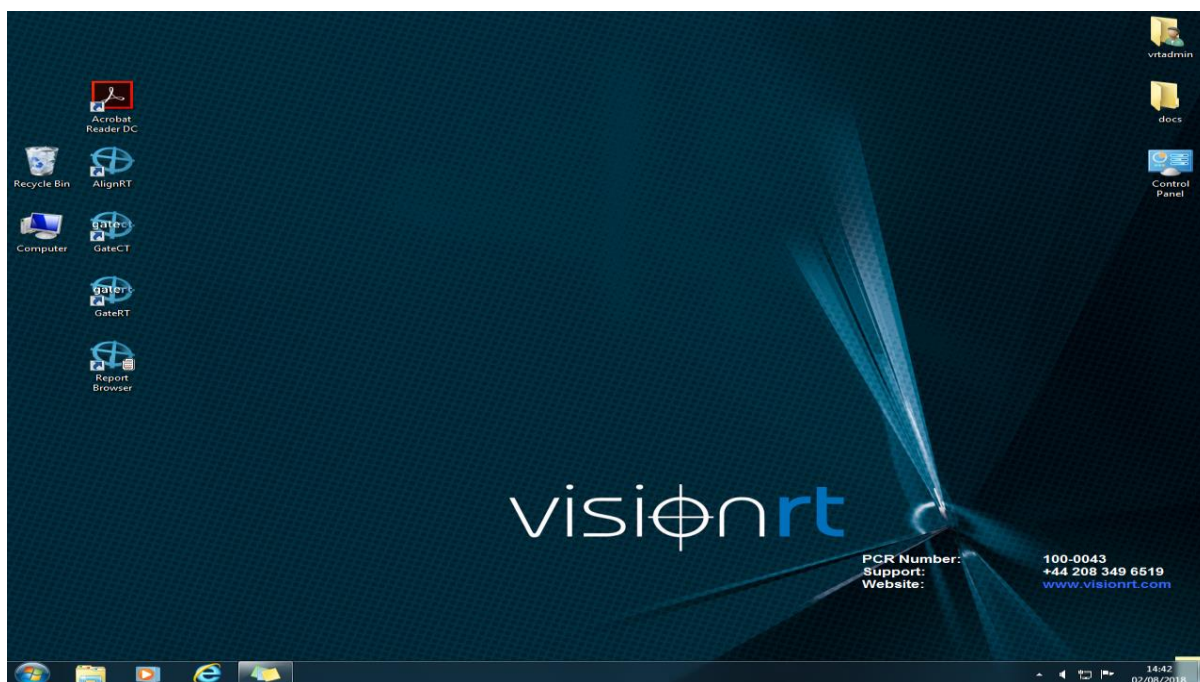 vrtadmin
Acrobat
Reader DC
docs
Recycle Bin
AlignRT
Control
Panel
Computer
gatect
GateCT
gatert
GateRT
Report
Browser
visionrt
PCR Number: 100-0043
Support: +44 208 349 6519
Website: www.visionrt.com
14:42
02/08/2018